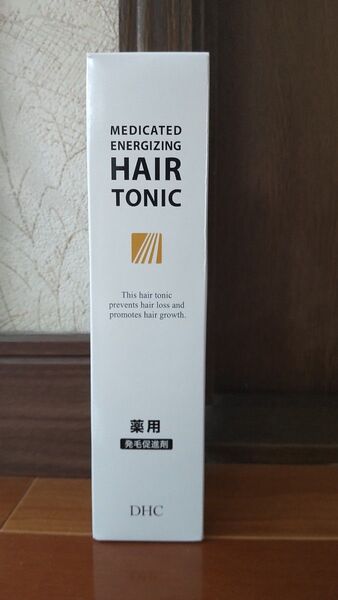 MEDICATED
ENERGIZING
HAIR
TONIC
This hair tonic
prevents hair loss and
promotes hair growth.
薬用
発毛促進剤
DHC